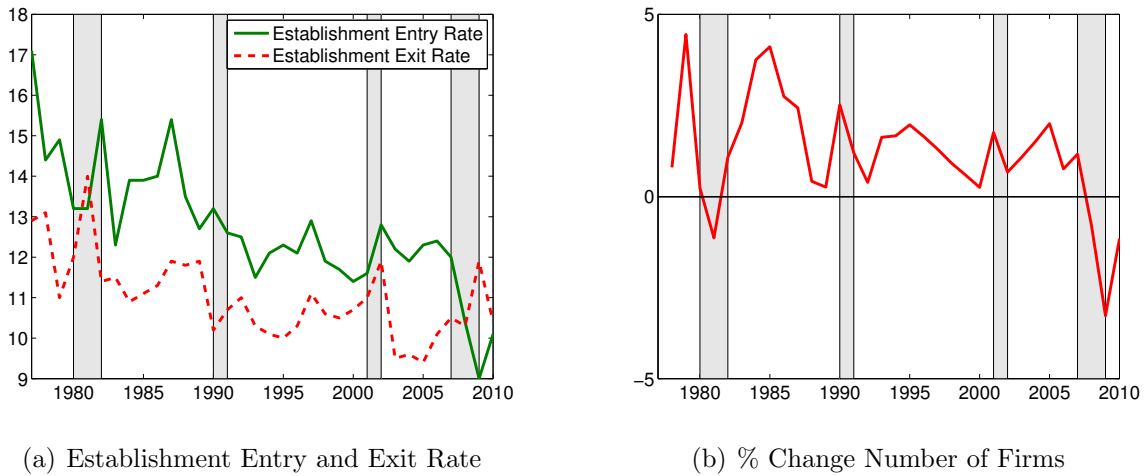 18
17
16
15
14
13
12
11
10
9
1980 1985 1990 1995 2000 2005 2010
Establishment Entry Rate
Establishment Exit Rate
5
0
−5
1980 1985 1990 1995 2000 2005 2010
(a) Establishment Entry and Exit Rate
(b) % Change Number of Firms